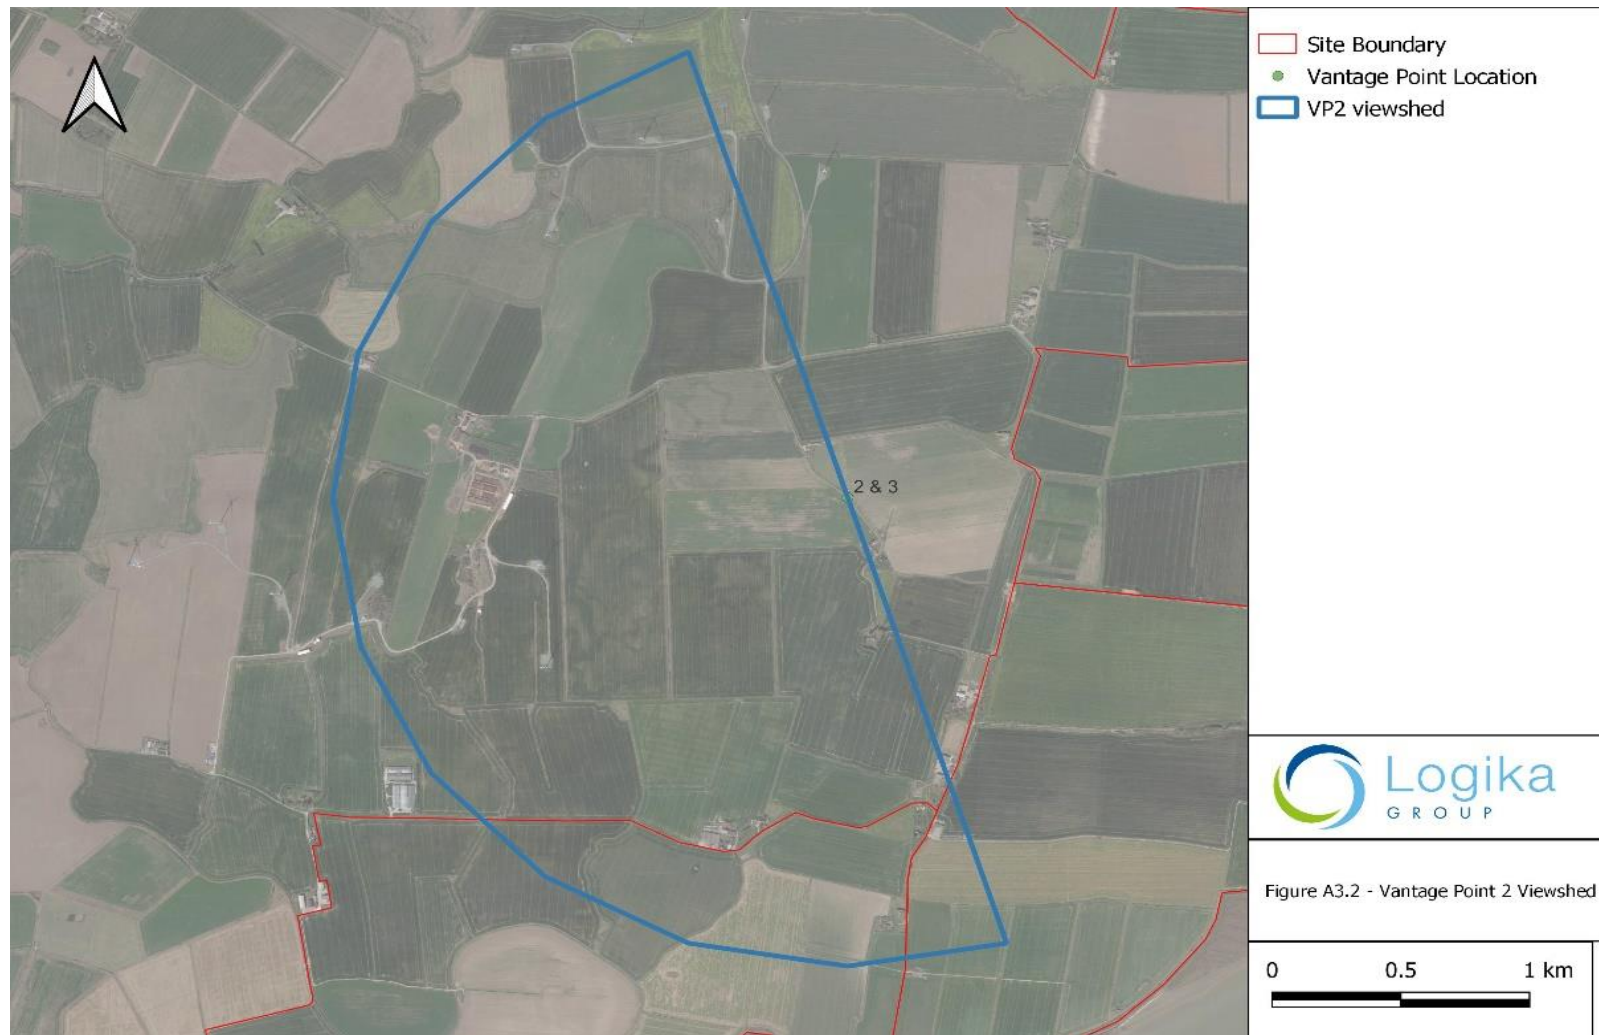 Site Boundary
Vantage Point Location
VP2 viewshed
2 & 3
Logika
GROUP
Figure A3.2 - Vantage Point 2 Viewshed
0 0.5 1 km